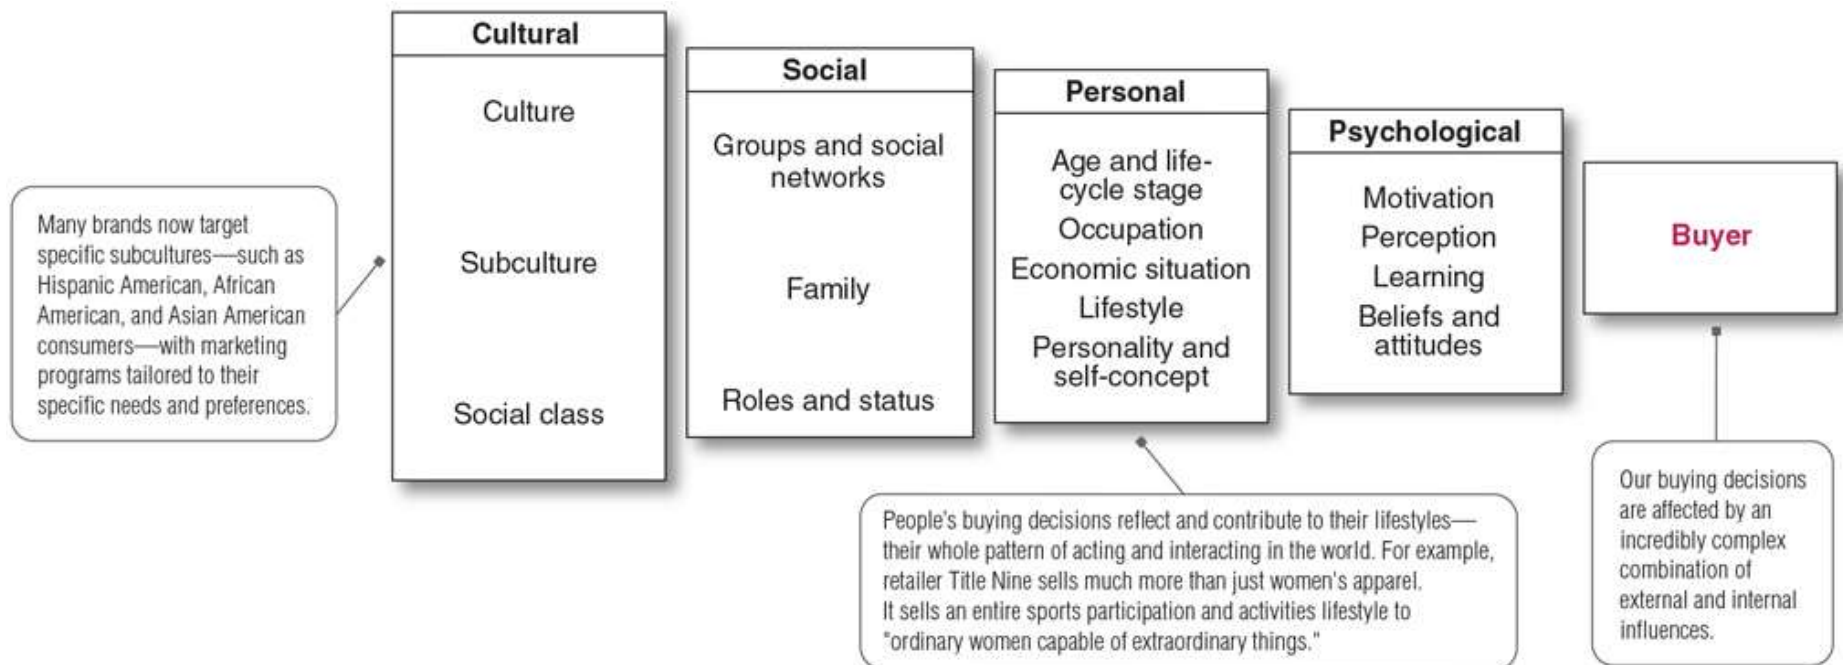 Cultural
Culture
Subculture
Social class
Social
Groups and social
networks
Family
Roles and status
Personal
Age and life-
cycle stage
Occupation
Economic situation
Lifestyle
Personality and
self-concept
Psychological
Motivation
Perception
Learning
Beliefs and
attitudes
Buyer
Many brands now target
specific subcultures—such as
Hispanic American, African
American, and Asian American
consumers—with marketing
programs tailored to their
specific needs and preferences.
People's buying decisions reflect and contribute to their lifestyles—
their whole pattern of acting and interacting in the world. For example,
retailer Title Nine sells much more than just women's apparel.
It sells an entire sports participation and activities lifestyle to
"ordinary women capable of extraordinary things."
Our buying decisions
are affected by an
incredibly complex
combination of
external and internal
influences.